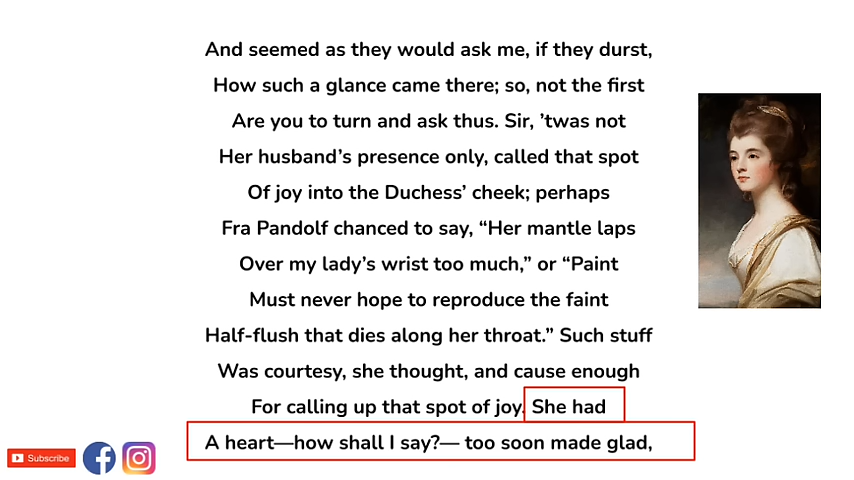 And seemed as they would ask me, if they durst,
How such a glance came there; so, not the first
Are you to turn and ask thus. Sir, ’twas not
Her husband’s presence only, called that spot
Of joy into the Duchess’ cheek; perhaps
Fra Pandolf chanced to say, “Her mantle laps
Over my lady’s wrist too much,” or “Paint
Must never hope to reproduce the faint
Half-flush that dies along her throat.” Such stuff
Was courtesy, she thought, and cause enough
For calling up that spot of joy. She had
A heart—how shall I say?— too soon made glad,
Subscribe